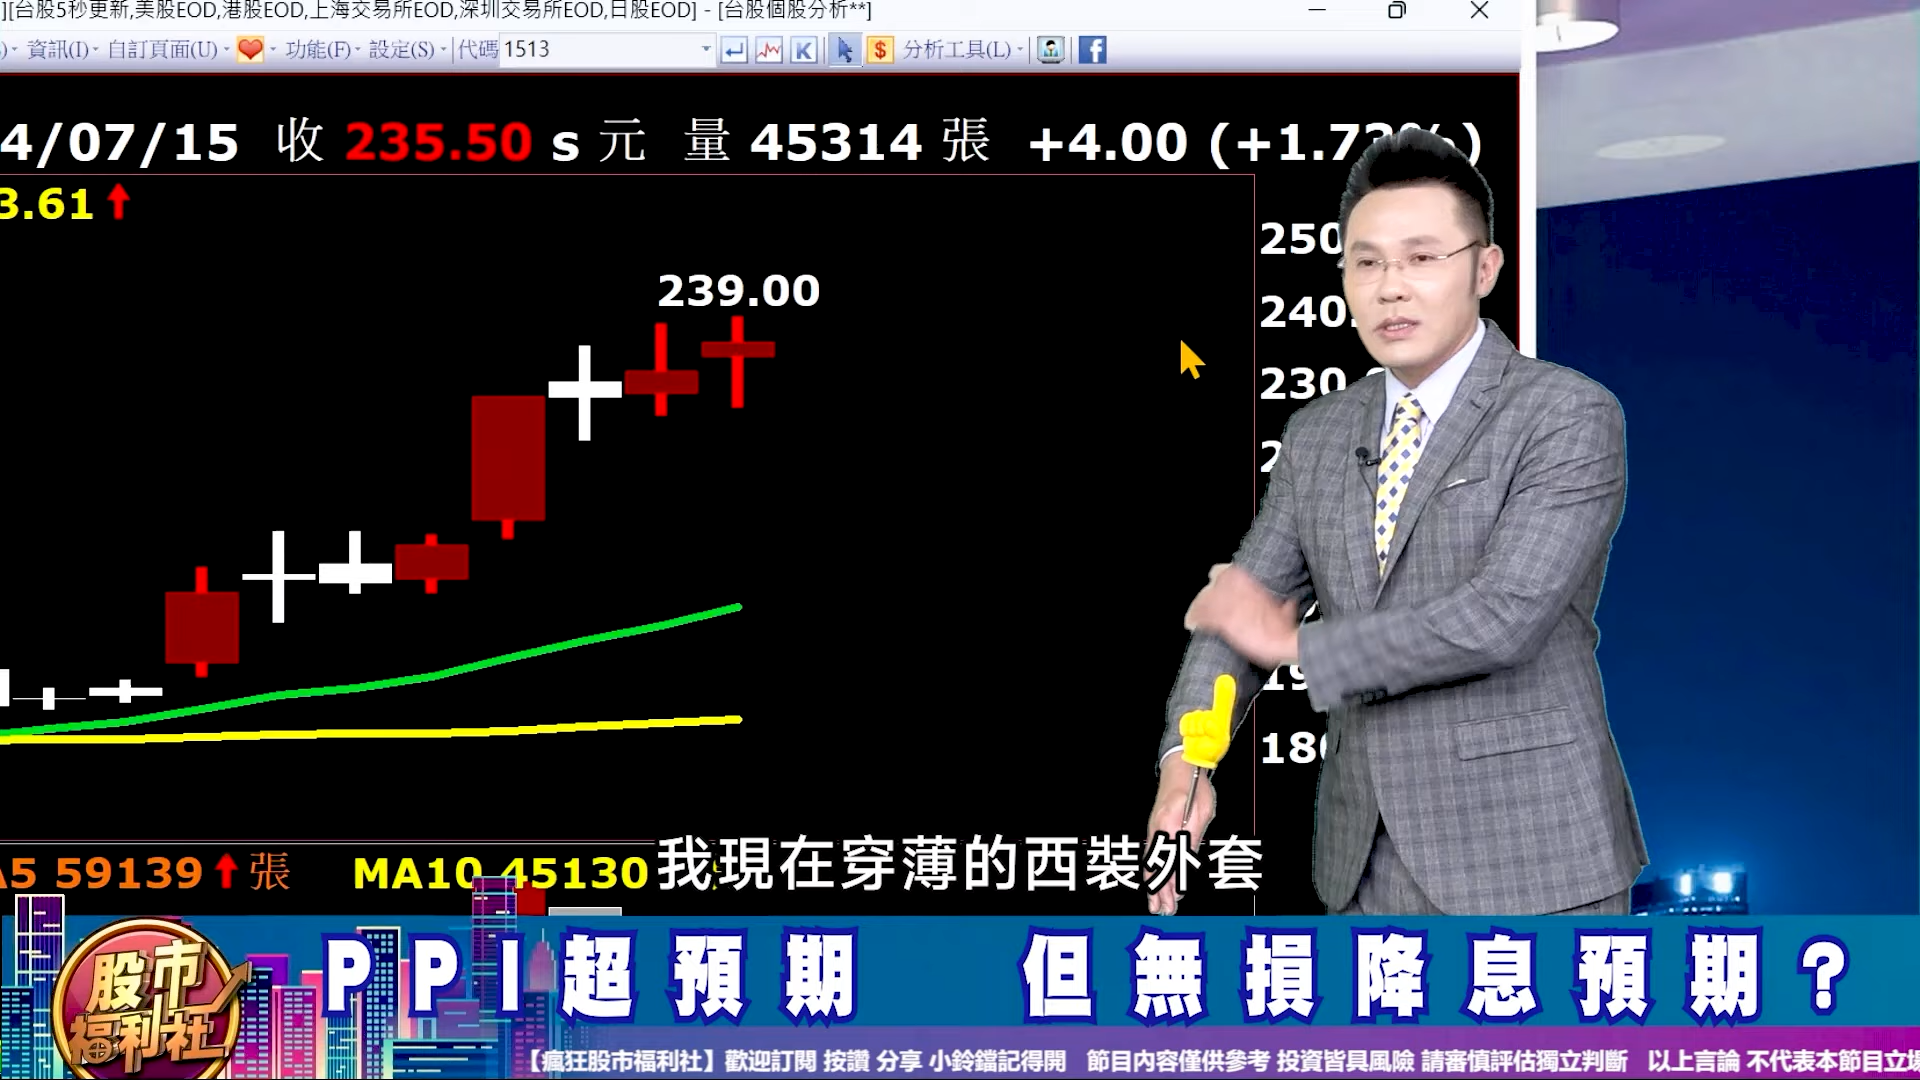 ][台股5秒更新,美股EOD,港股EOD,上海交易所EOD,深圳交易所EOD,日股EOD] - [台股個股分析**]
資訊(I) 自訂頁面(U) 功能(F) 設定(S) 代碼 1513 K $ 分析工具(L) f
4/07/15 收 235.50 s 元 量 45314 張 +4.00 (+1.73%)
3.61
250
239.00
240.
230
180
A5 59139 張 MA10 45130
我現在穿薄的西裝外套
PPI超預期 但無損降息預期?
股市
福利社
【瘋狂股市福利社】歡迎訂閱 按讚 分享 小鈴鐺記得開 節目內容僅供參考 投資皆具風險 請審慎評估獨立判斷 以上言論 不代表本節目立場